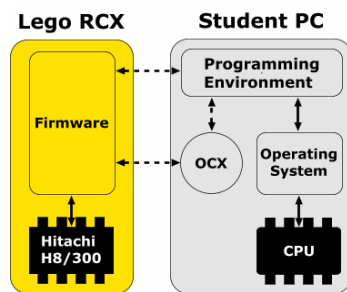 Lego RCX
Firmware
Hitachi
H8/300
Student PC
Programming
Environment
OCX
Operating
System
CPU